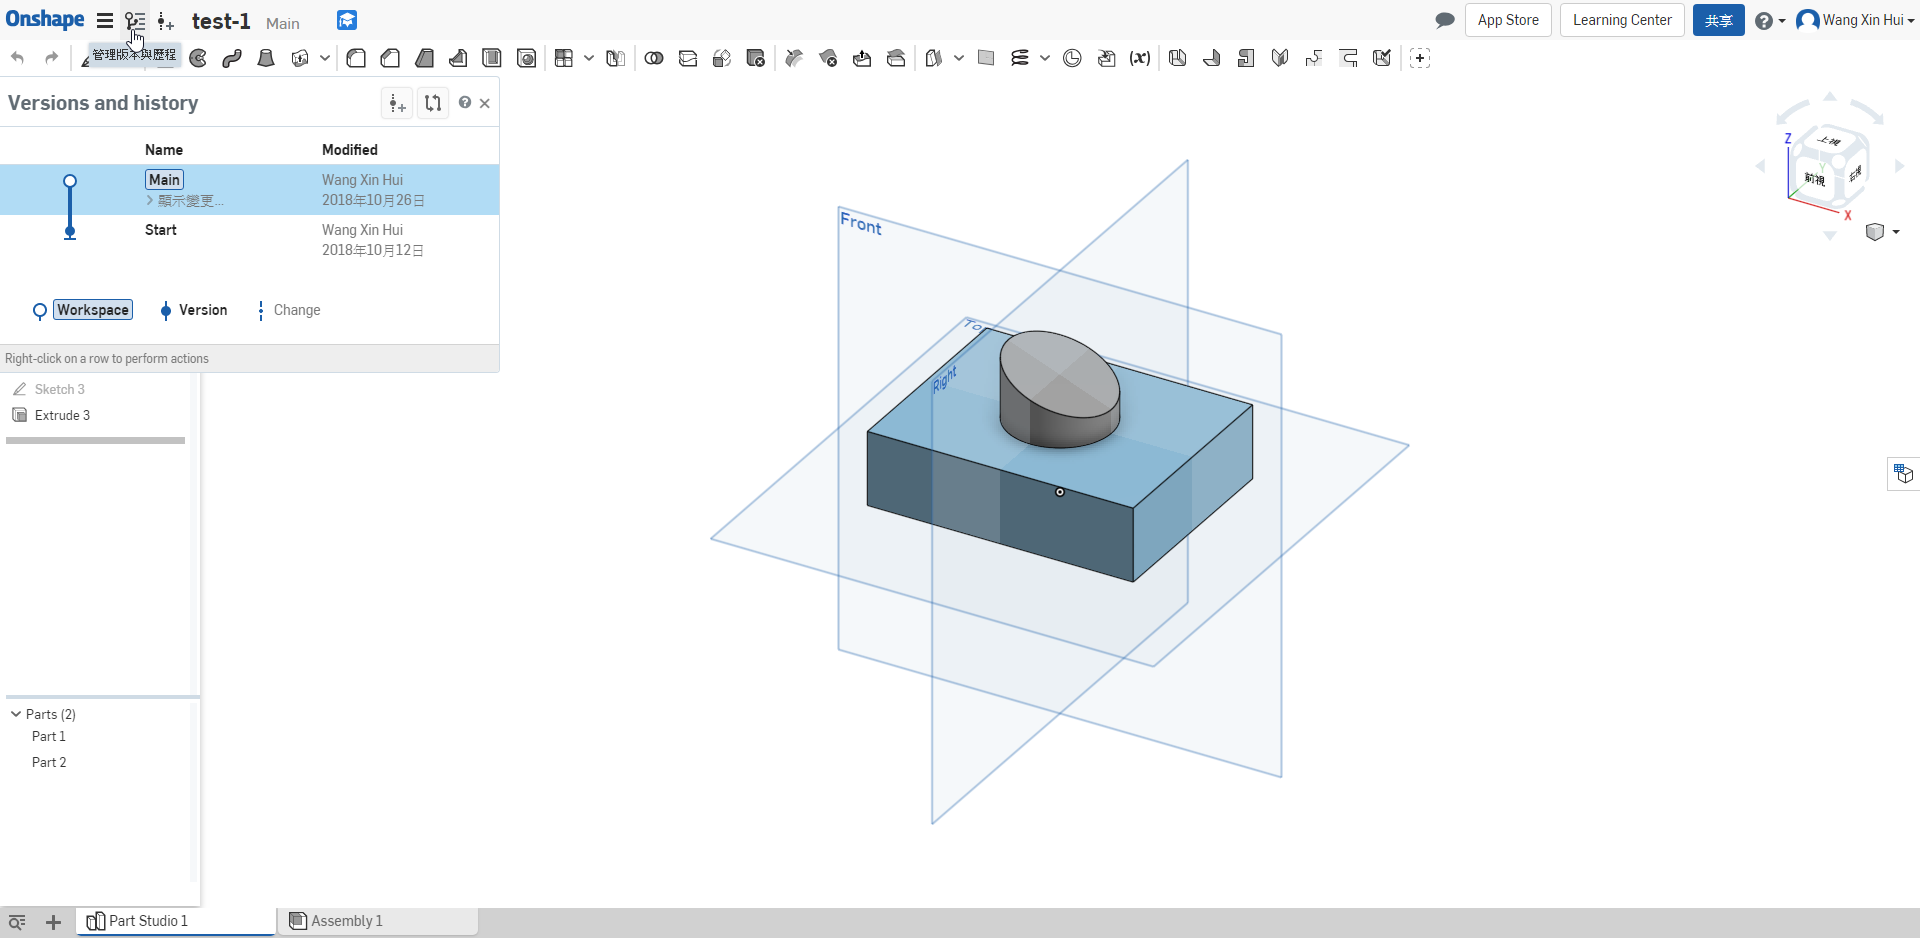 Onshape
test-1 Main
App Store
Learning Center
共享
Wang Xin Hui
管理版本與歷程
(x)
Versions and history
Name Modified
Main Wang Xin Hui
顯示變更... 2018年10月26日
Start Wang Xin Hui
2018年10月12日
Workspace Version Change
Right-click on a row to perform actions
Sketch 3
Extrude 3
Parts (2)
Part 1
Part 2
Front
To
Right
Z
上視
Y
前視
右視
X
Part Studio 1
Assembly 1